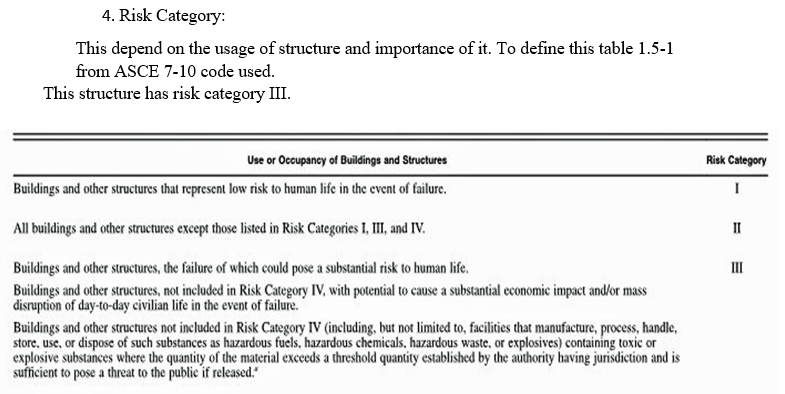 4. Risk Category:
This depend on the usage of structure and importance of it. To define this table 1.5-1
from ASCE 7-10 code used.
This structure has risk category III.
Use or Occupancy of Buildings and Structures Risk Category
Buildings and other structures that represent low risk to human life in the event of failure. I
All buildings and other structures except those listed in Risk Categories I, III, and IV. II
Buildings and other structures, the failure of which could pose a substantial risk to human life. III
Buildings and other structures, not included in Risk Category IV, with potential to cause a substantial economic impact and/or mass
disruption of day-to-day civilian life in the event of failure.
Buildings and other structures not included in Risk Category IV (including, but not limited to, facilities that manufacture, process, handle,
store, use, or dispose of such substances as hazardous fuels, hazardous chemicals, hazardous waste, or explosives) containing toxic or
explosive substances where the quantity of the material exceeds a threshold quantity established by the authority having jurisdiction and is
sufficient to pose a threat to the public if released.ᵃ